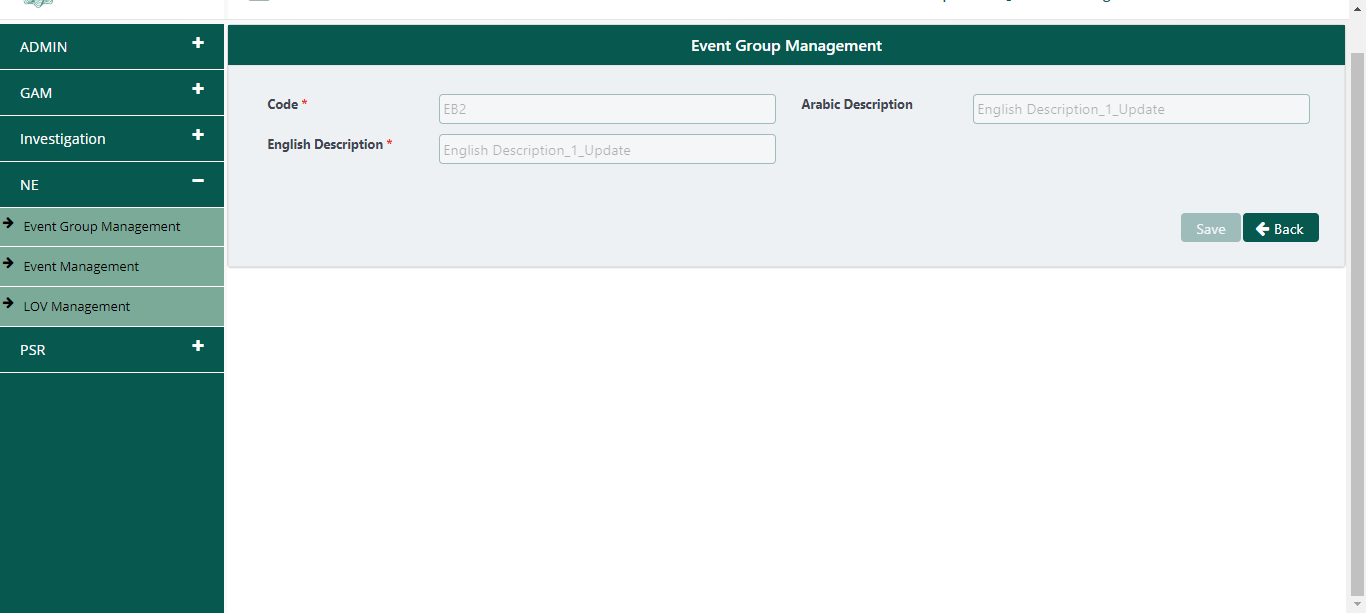 ADMIN
GAM
Investigation
NE
Event Group Management
Event Management
LOV Management
PSR
Event Group Management
Code * EB2 Arabic Description English Description_1_Update
English Description * English Description_1_Update
Save Back